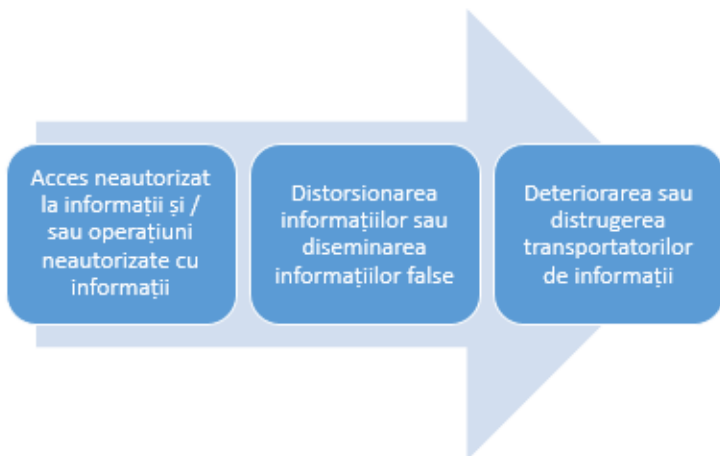 Acces neautorizat
la informații și /
sau operațiuni
neautorizate cu
informații
Distorsionarea
informațiilor sau
diseminarea
informațiilor false
Deteriorarea sau
distrugerea
transportatorilor
de informații